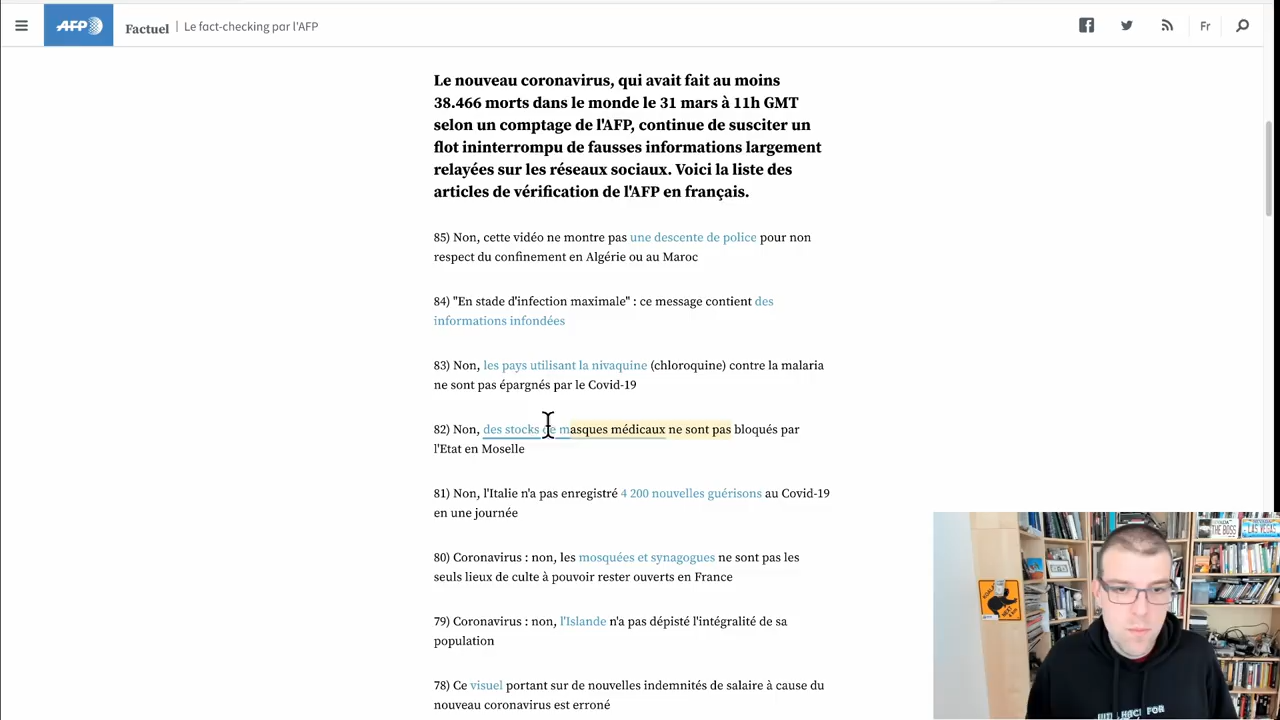 AFP
Factuel | Le fact-checking par l'AFP
Fr
Le nouveau coronavirus, qui avait fait au moins
38.466 morts dans le monde le 31 mars à 11h GMT
selon un comptage de l'AFP, continue de susciter un
flot ininterrompu de fausses informations largement
relayées sur les réseaux sociaux. Voici la liste des
articles de vérification de l'AFP en français.
85) Non, cette vidéo ne montre pas une descente de police pour non
respect du confinement en Algérie ou au Maroc
84) "En stade d'infection maximale" : ce message contient des
informations infondées
83) Non, les pays utilisant la nivaquine (chloroquine) contre la malaria
ne sont pas épargnés par le Covid-19
82) Non, des stocks de masques médicaux ne sont pas bloqués par
l'Etat en Moselle
81) Non, l'Italie n'a pas enregistré 4 200 nouvelles guérisons au Covid-19
en une journée
80) Coronavirus : non, les mosquées et synagogues ne sont pas les
seuls lieux de culte à pouvoir rester ouverts en France
79) Coronavirus : non, l'Islande n'a pas dépisté l'intégralité de sa
population
78) Ce visuel portant sur de nouvelles indemnités de salaire à cause du
nouveau coronavirus est erroné
THE BOSS
LAS VEGAS